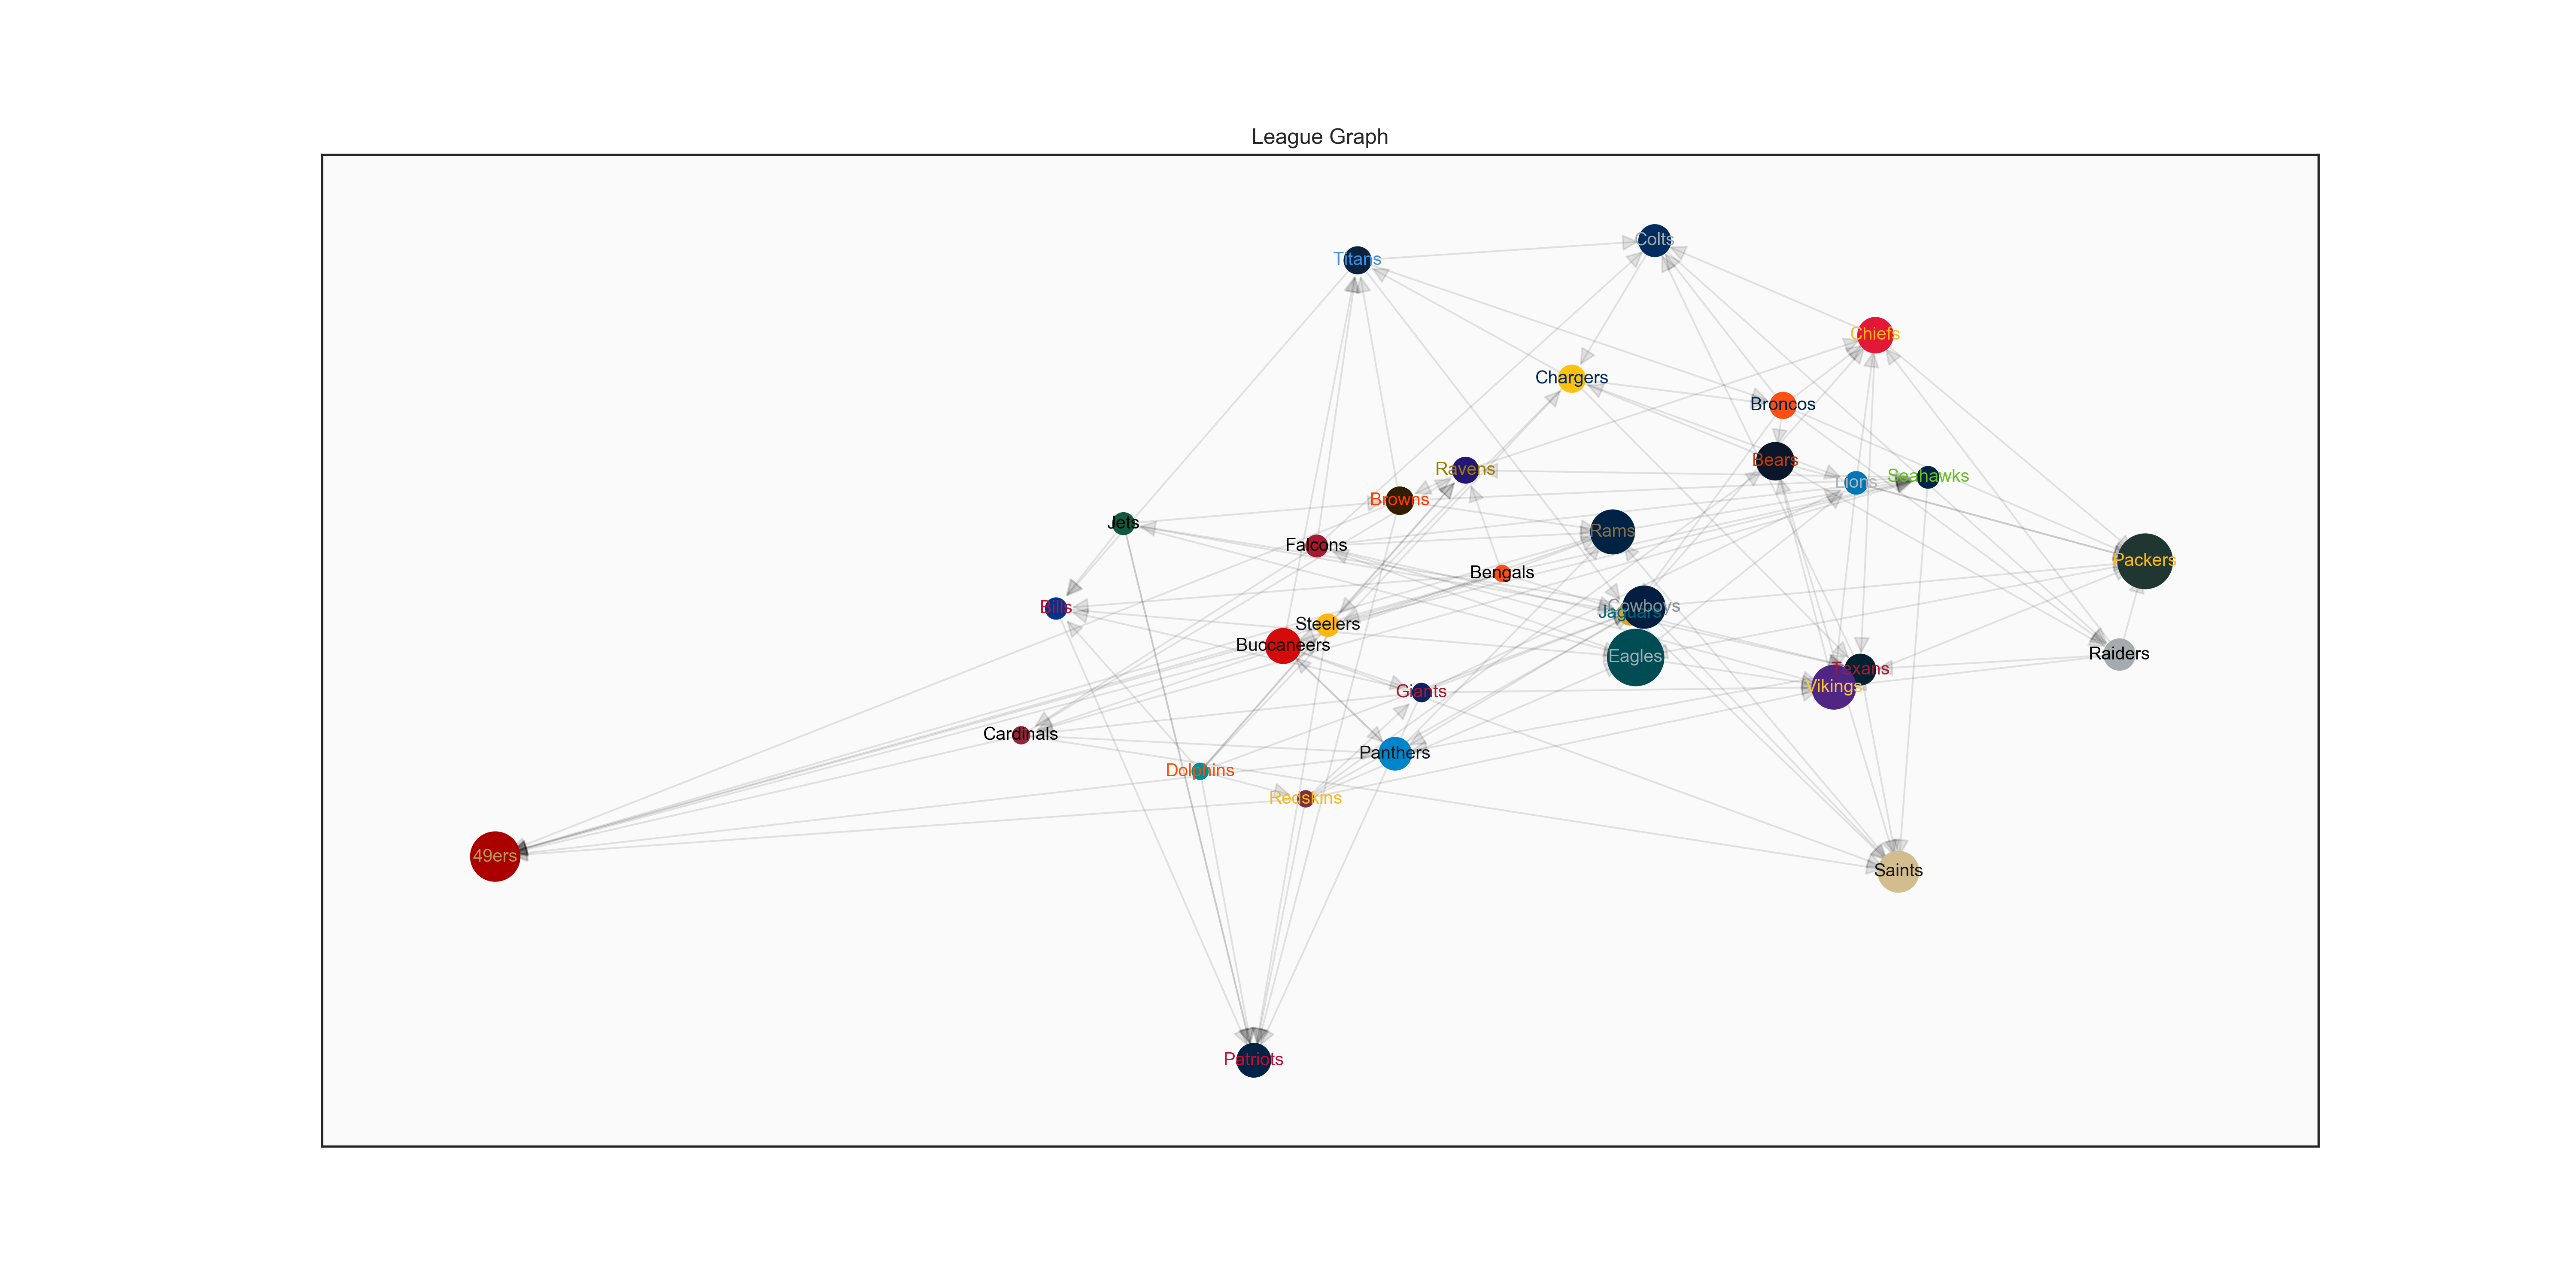 League Graph
Colts
Titans
Chiefs
Chargers
Broncos
Bears
Ravens
Seahawks
Lions
Browns
Jets
Rams
Falcons
Packers
Bengals
Bills
Cowboys
Jaguars
Steelers
Buccaneers
Raiders
Eagles
Texans
Vikings
Giants
Cardinals
Panthers
Dolphins
Redskins
49ers
Saints
Patriots